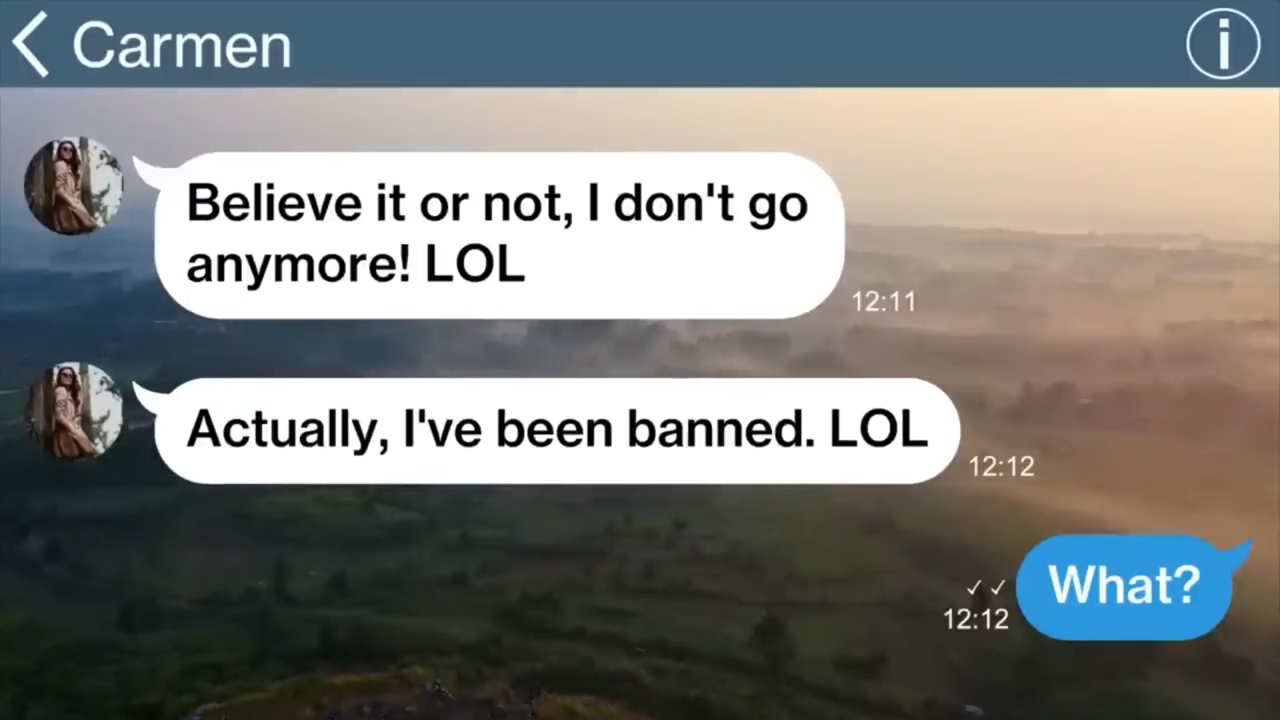 Carmen
Believe it or not, I don't go
anymore! LOL
12:11
Actually, I've been banned. LOL
12:12
What?
✓✓
12:12